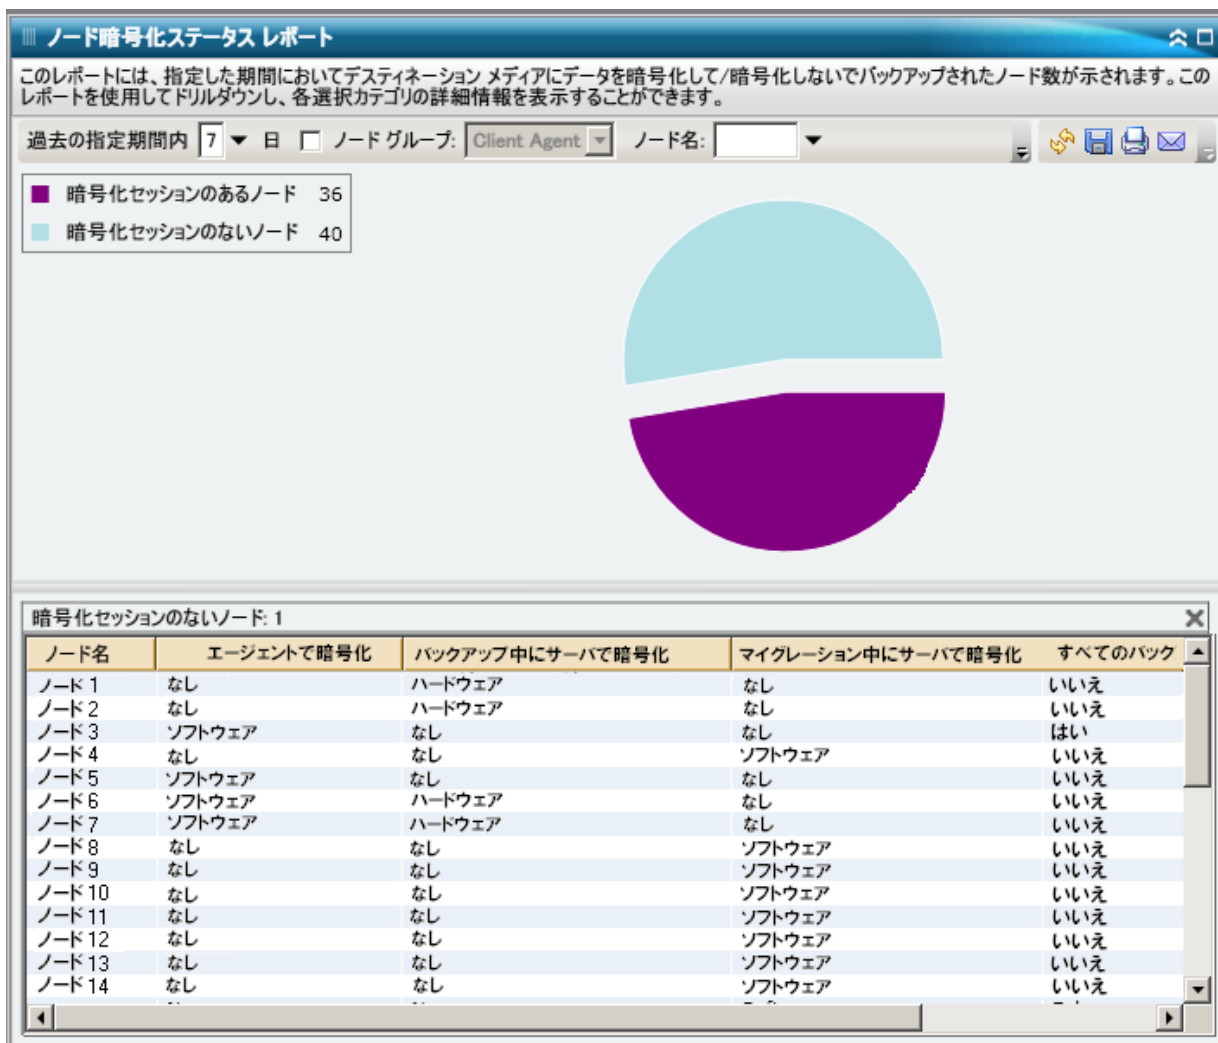 ノード暗号化ステータス レポート
このレポートには、指定した期間においてデスティネーション メディアにデータを暗号化して/暗号化しないでバックアップされたノード数が示されます。この
レポートを使用してドリルダウンし、各選択カテゴリの詳細情報を表示することができます。
過去の指定期間内 7 日 ノード グループ: Client Agent ノード名:
暗号化セッションのあるノード 36
暗号化セッションのないノード 40
暗号化セッションのないノード: 1
ノード名 エージェントで暗号化 バックアップ中にサーバで暗号化 マイグレーション中にサーバで暗号化 すべてのバック
ノード 1 なし ハードウェア なし いいえ
ノード 2 なし ハードウェア なし いいえ
ノード 3 ソフトウェア なし なし はい
ノード 4 なし なし ソフトウェア いいえ
ノード 5 ソフトウェア なし なし いいえ
ノード 6 ソフトウェア ハードウェア なし いいえ
ノード 7 ソフトウェア ハードウェア なし いいえ
ノード 8 なし なし ソフトウェア いいえ
ノード 9 なし なし ソフトウェア いいえ
ノード 10 なし なし ソフトウェア いいえ
ノード 11 なし なし ソフトウェア いいえ
ノード 12 なし なし ソフトウェア いいえ
ノード 13 なし なし ソフトウェア いいえ
ノード 14 なし なし ソフトウェア いいえ